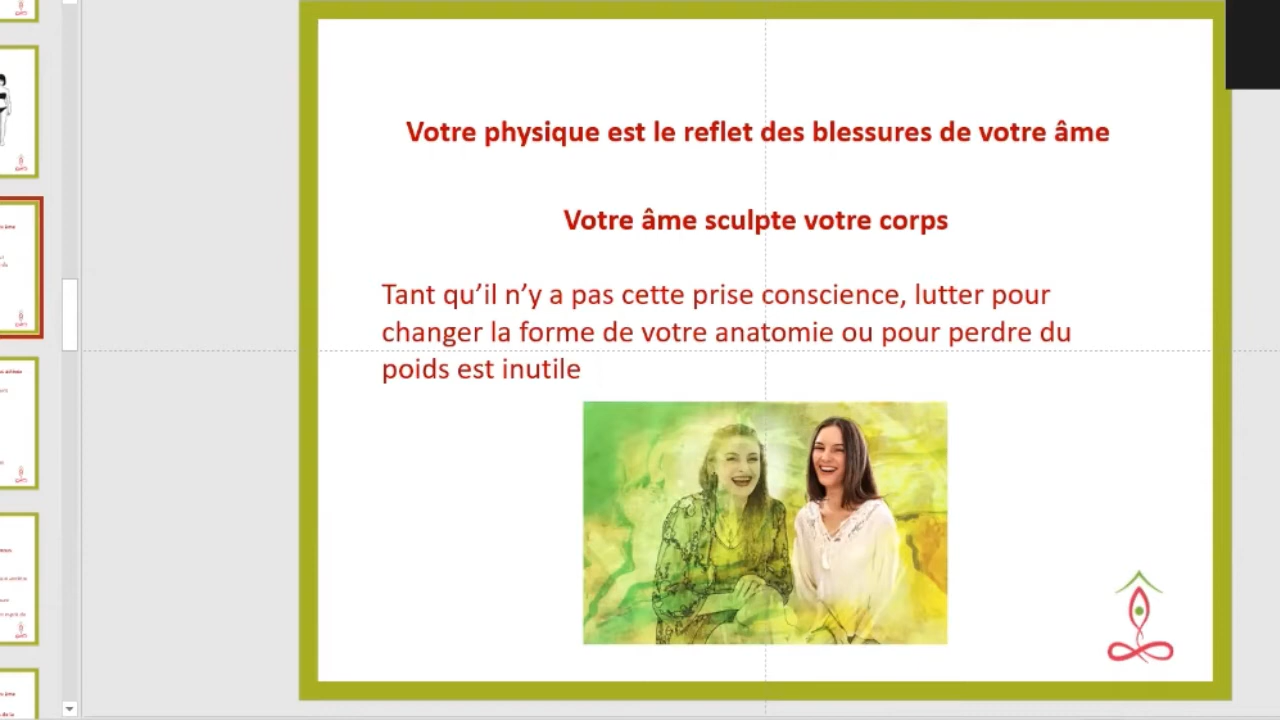 Votre physique est le reflet des blessures de votre âme
Votre âme sculpte votre corps
Tant qu’il n’y a pas cette prise conscience, lutter pour
changer la forme de votre anatomie ou pour perdre du
poids est inutile